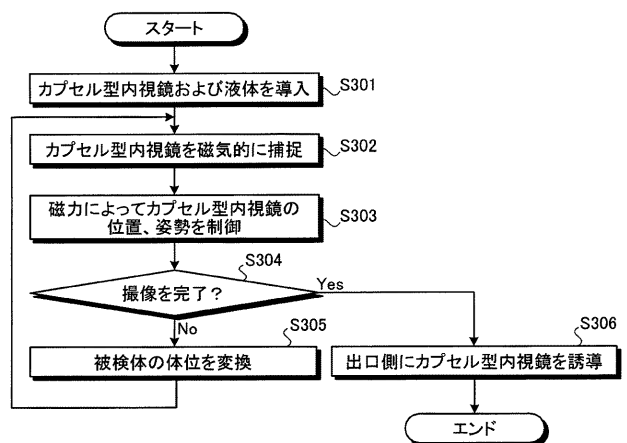 スタート
カプセル型内視鏡および液体を導入
S301
カプセル型内視鏡を磁気的に捕捉
S302
磁力によってカプセル型内視鏡の
位置、姿勢を制御
S303
S304
撮像を完了?
Yes
No
S305
被検体の体位を変換
S306
出口側にカプセル型内視鏡を誘導
エンド